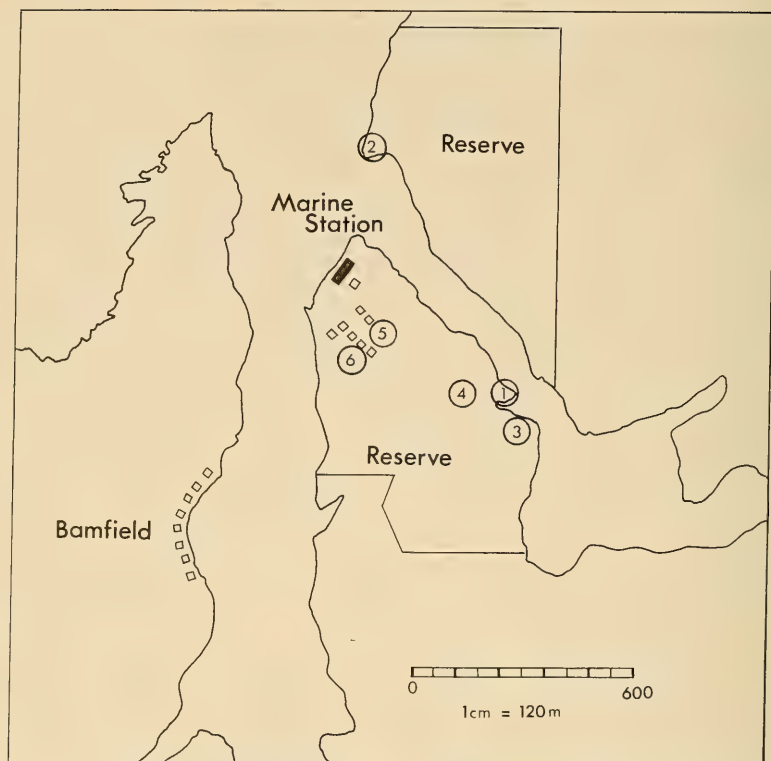 Reserve
2
Marine
Station
5
6
4
1
3
Reserve
Bamfield
0
600
1cm = 120m